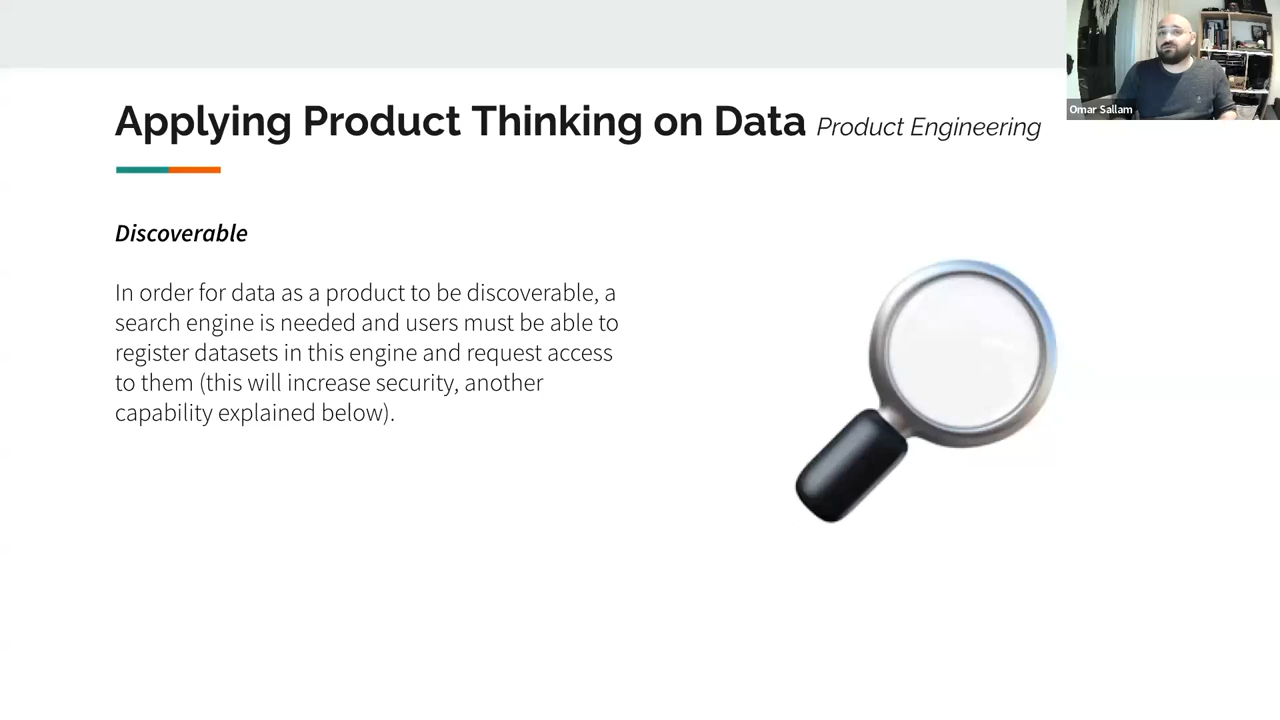 Applying Product Thinking on Data Product Engineering
Omar Sallam
Discoverable
In order for data as a product to be discoverable, a
search engine is needed and users must be able to
register datasets in this engine and request access
to them (this will increase security, another
capability explained below).